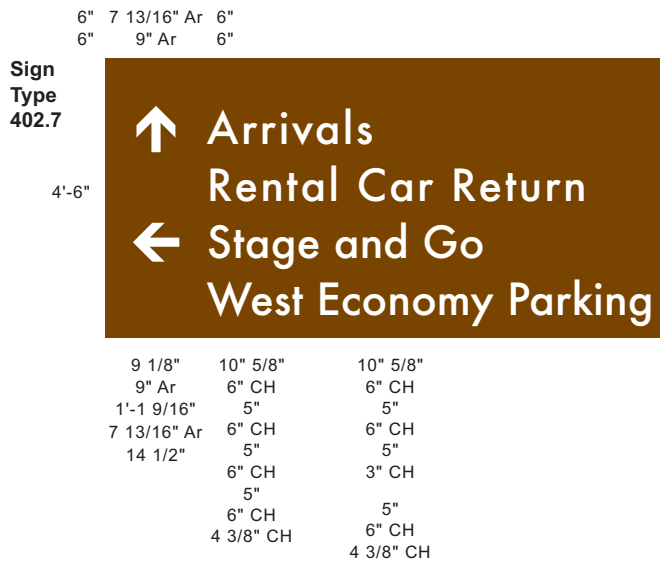 6" 7 13/16" Ar 6"
6" 9" Ar 6"
Sign
Type
402.7
4'-6"
Arrivals
Rental Car Return
Stage and Go
West Economy Parking
9 1/8" 10" 5/8" 10" 5/8"
9" Ar 6" CH 6" CH
1'-1 9/16" 5" 5"
7 13/16" Ar 6" CH 6" CH
14 1/2" 5" 5"
6" CH 3" CH
5"
5"
6" CH 6" CH
4 3/8" CH 4 3/8" CH